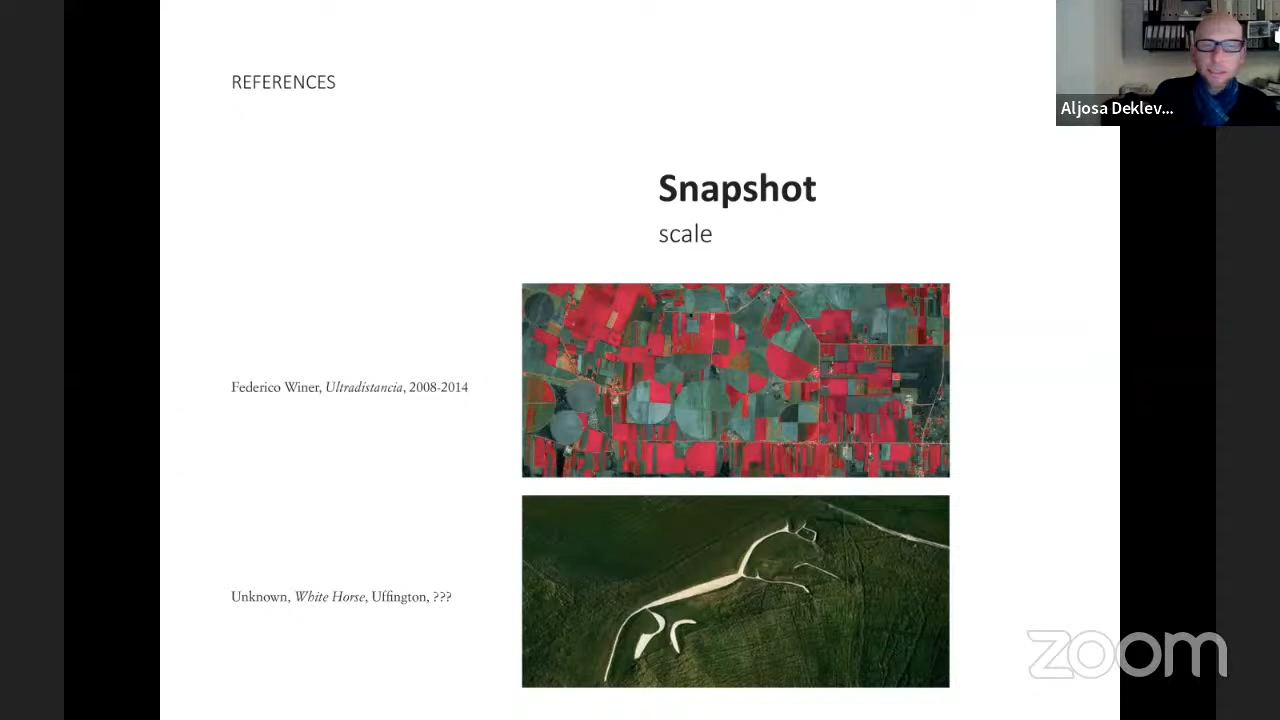 REFERENCES
Aljosa Deklev...
Snapshot
scale
Federico Winer, Ultradistancia, 2008-2014
Unknown, White Horse, Uffington, ???
zoom